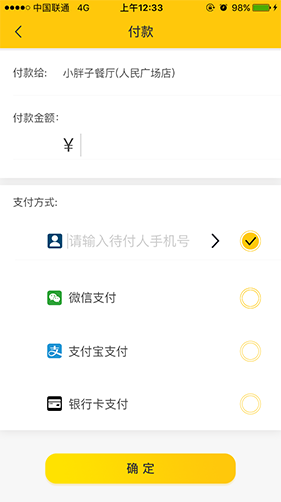 中国联通 4G 上午12:33 98%
付款
付款给: 小胖子餐厅(人民广场店)
付款金额:
¥
支付方式:
请输入待付人手机号
微信支付
支 支付宝支付
银行卡支付
确 定